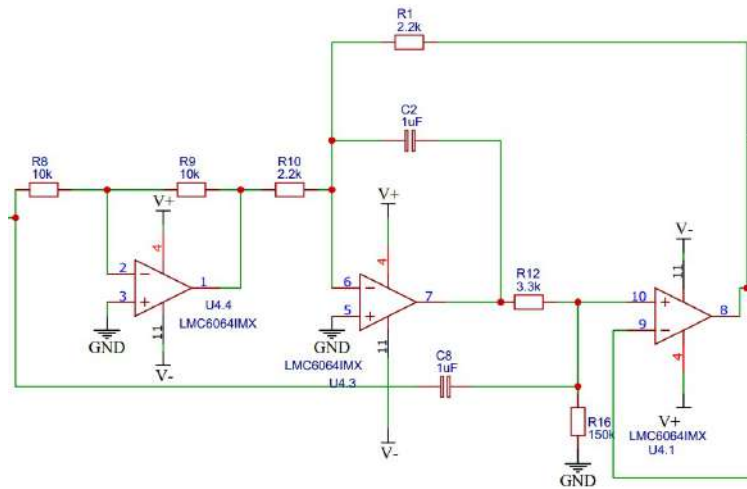 R1
2.2k
C2
1uF
R8
10k
R9
10k
R10
2.2k
V+
4
2
3
1
11
U4.4
LMC6064IMX
GND
V-
V+
4
6
5
7
11
GND
LMC6064IMX
U4.3
V-
R12
3.3k
C8
1uF
V-
11
10
9
8
4
V+
R16
150k
LMC6064IMX
U4.1
GND